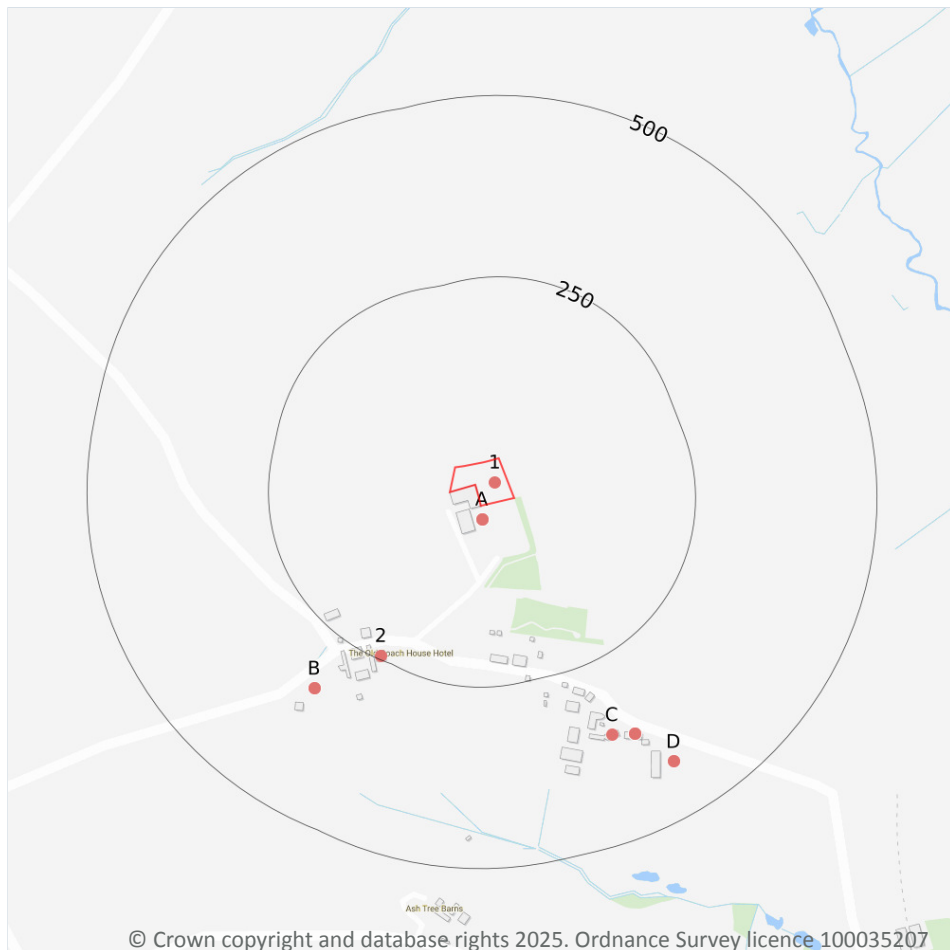 500
250
1
A
2
The House Hotel
B
C
D
Ash Tree Barns
© Crown copyright and database rights 2025. Ordnance Survey licence 100035207